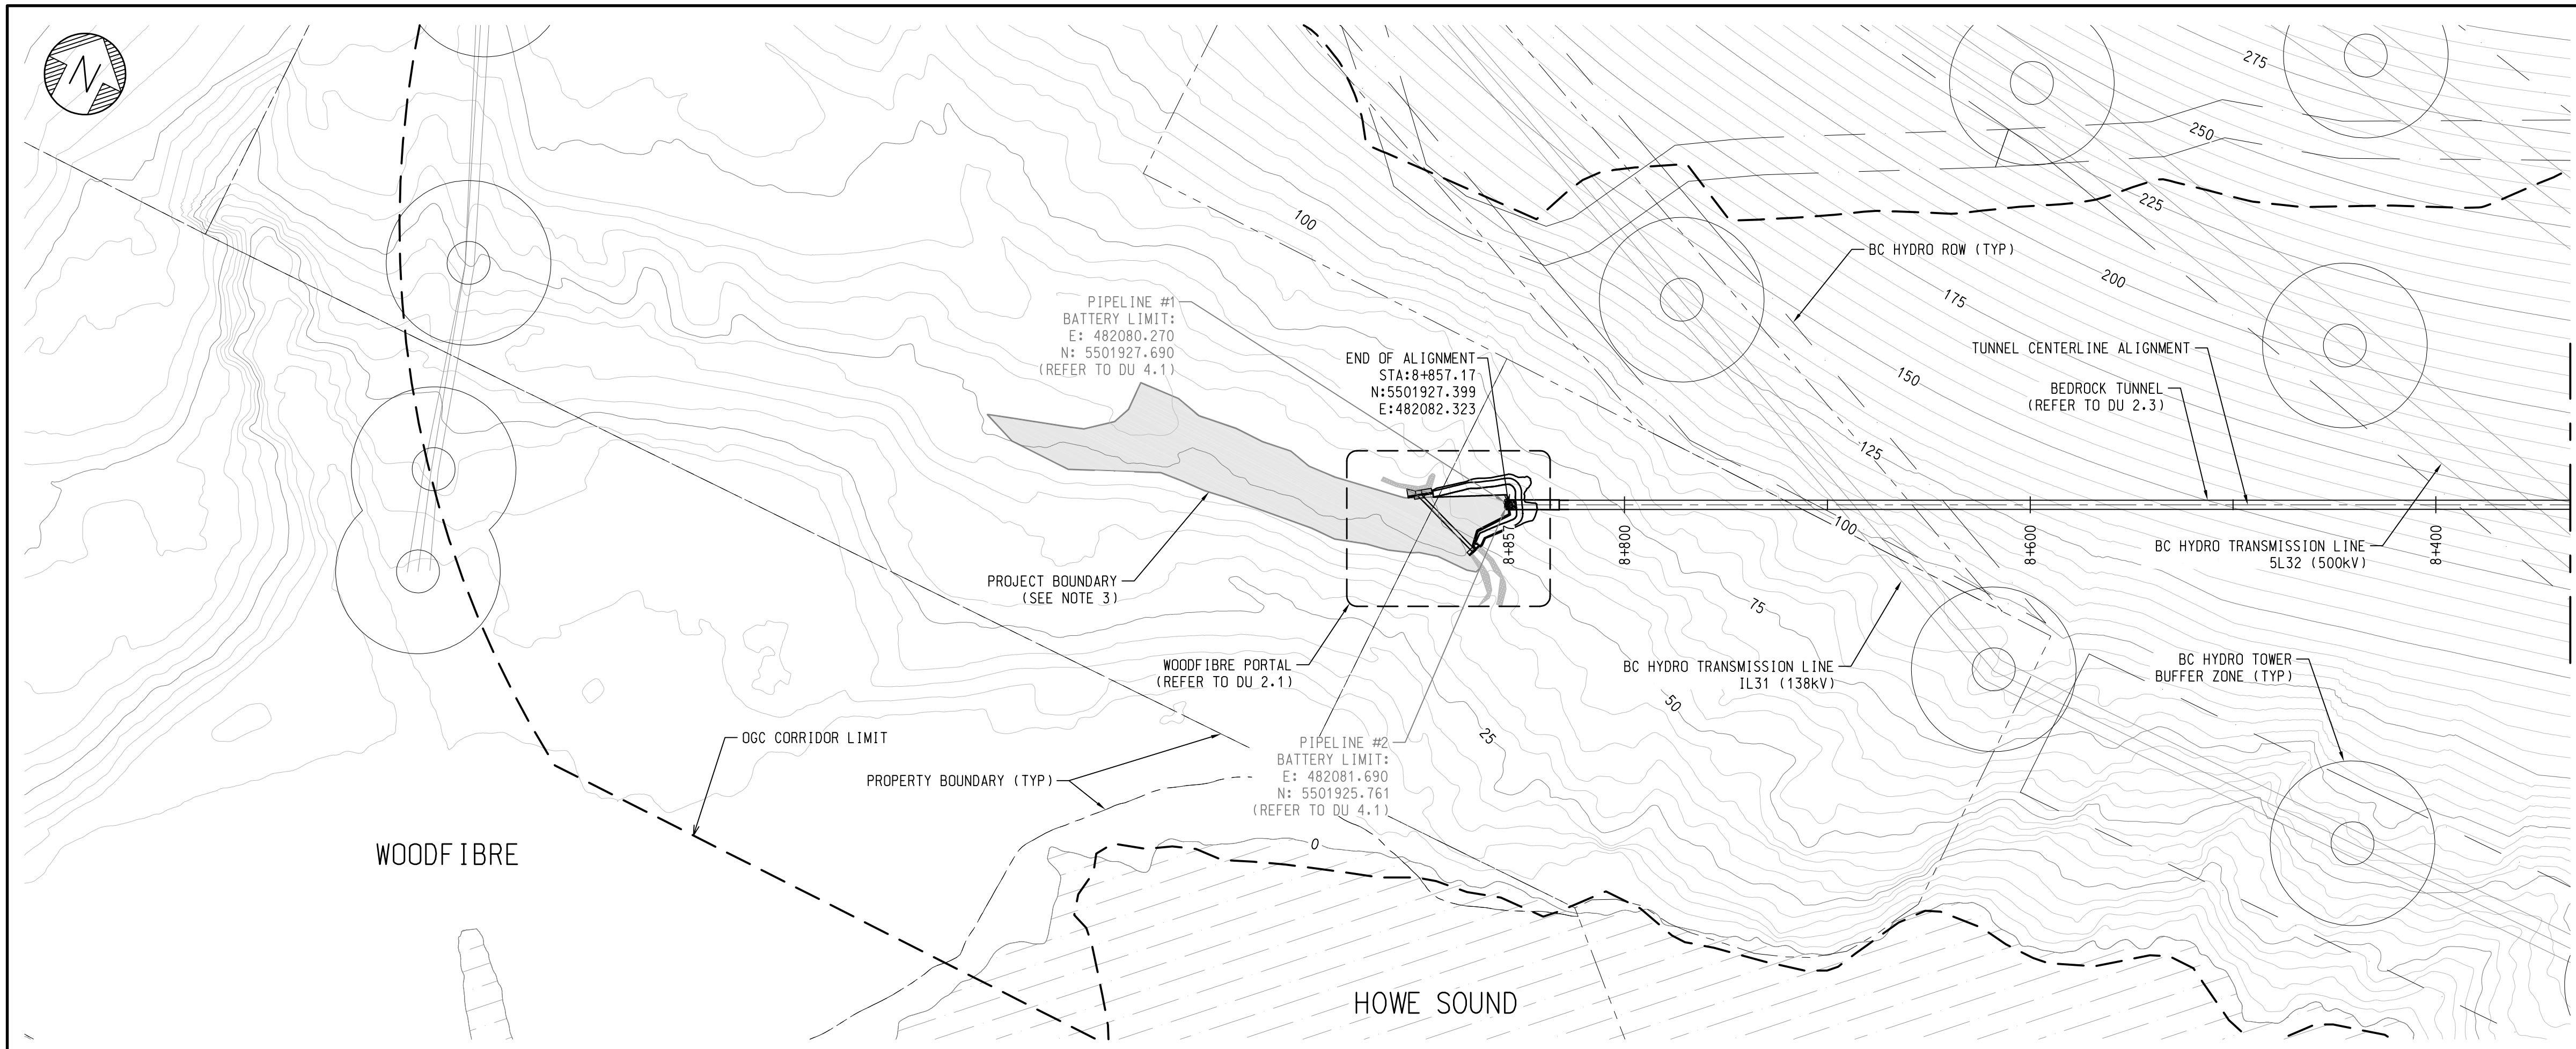 N
275
250
225
200
175
150
125
100
100
75
50
25
0
BC HYDRO ROW (TYP)
PIPELINE #1
BATTERY LIMIT:
E: 482080.270
N: 5501927.690
(REFER TO DU 4.1)
END OF ALIGNMENT
STA:8+857.17
N:5501927.399
E:482082.323
TUNNEL CENTERLINE ALIGNMENT
BEDROCK TUNNEL
(REFER TO DU 2.3)
8+857
8+800
8+600
8+400
BC HYDRO TRANSMISSION LINE
5L32 (500kV)
PROJECT BOUNDARY
(SEE NOTE 3)
WOODFIBRE PORTAL
(REFER TO DU 2.1)
BC HYDRO TRANSMISSION LINE
IL31 (138kV)
BC HYDRO TOWER
BUFFER ZONE (TYP)
OGC CORRIDOR LIMIT
PIPELINE #2
BATTERY LIMIT:
E: 482081.690
N: 5501925.761
(REFER TO DU 4.1)
PROPERTY BOUNDARY (TYP)
WOODFIBRE
HOWE SOUND